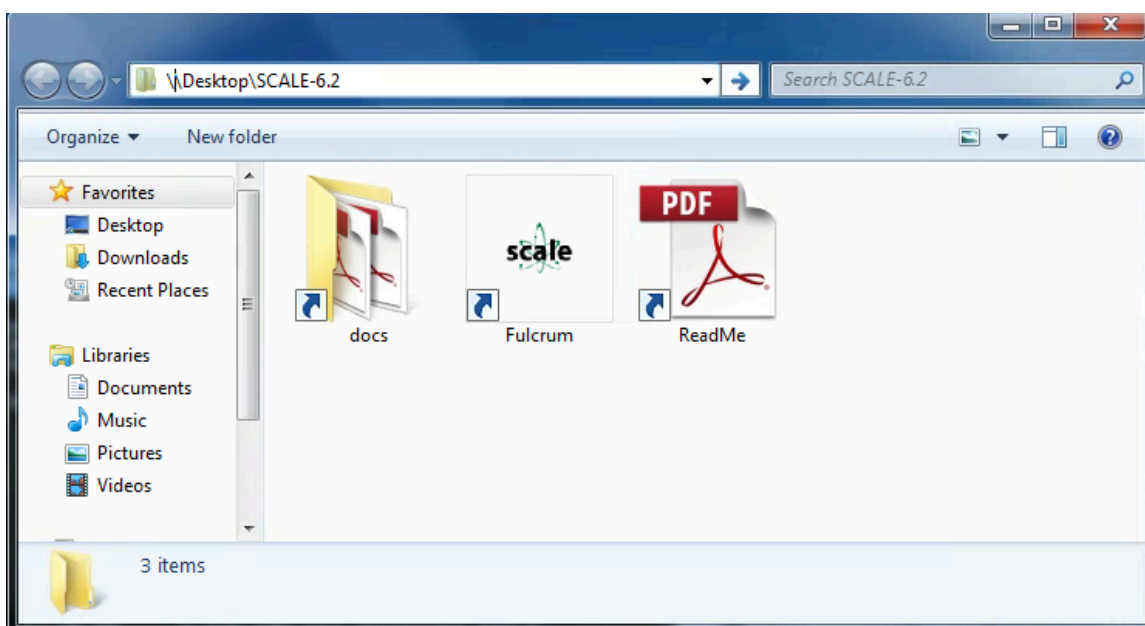 \\Desktop\SCALE-6.2
Search SCALE-6.2
Organize
New folder
Favorites
Desktop
Downloads
Recent Places
Libraries
Documents
Music
Pictures
Videos
docs
scale
Fulcrum
PDF
ReadMe
3 items